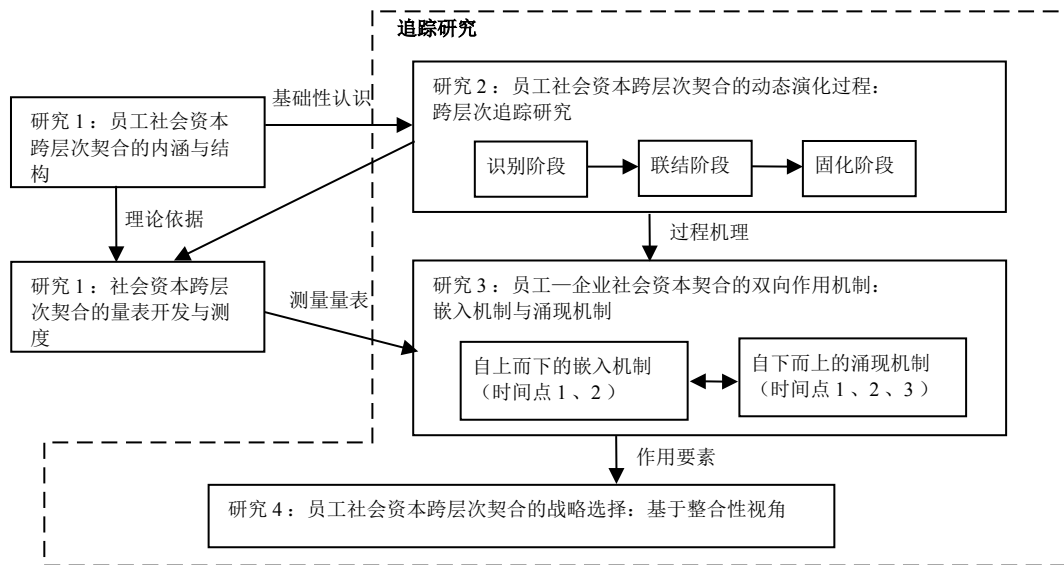 追踪研究
研究 2：员工社会资本跨层次契合的动态演化过程：
跨层次追踪研究
基础性认识
研究 1：员工社会资本
跨层次契合的内涵与结
构
识别阶段
联结阶段
固化阶段
理论依据
过程机理
研究 1：社会资本跨层
次契合的量表开发与测
度
测量量表
研究 3：员工—企业社会资本契合的双向作用机制：
嵌入机制与涌现机制
自上而下的嵌入机制
（时间点 1、2）
自下而上的涌现机制
（时间点 1、2、3）
作用要素
研究 4：员工社会资本跨层次契合的战略选择：基于整合性视角